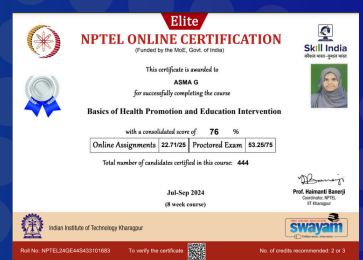 Elite
NPTEL ONLINE CERTIFICATION
(Funded by the MoE, Govt. of India)
Skill India
कौशल भारत - कुशल भारत
This certificate is awarded to
ASMA G
for successfully completing the course
Basics of Health Promotion and Education Intervention
with a consolidated score of 76 %
Online Assignments 22.71/25 Proctored Exam 53.25/75
Total number of candidates certified in this course: 444
Jul-Sep 2024
(8 week course)
Prof. Haimanti Banerji
Coordinator, NPTEL
IIT Kharagpur
Indian Institute of Technology Kharagpur
swayam
Roll No: NPTEL24GE44S433101683 To verify the certificate No. of credits recommended: 2 or 3